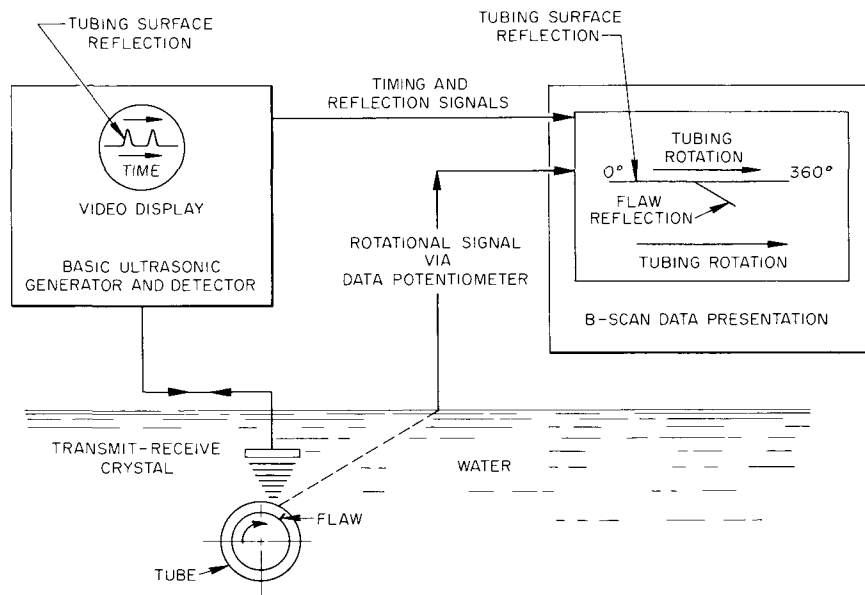 TUBING SURFACE
REFLECTION
TIME
VIDEO DISPLAY
BASIC ULTRASONIC
GENERATOR AND DETECTOR
TIMING AND
REFLECTION SIGNALS
ROTATIONAL SIGNAL
VIA
DATA POTENTIOMETER
TUBING SURFACE
REFLECTION
TUBING
ROTATION
0° 360°
FLAW
REFLECTION
TUBING ROTATION
B-SCAN DATA PRESENTATION
TRANSMIT-RECEIVE
CRYSTAL
WATER
FLAW
TUBE